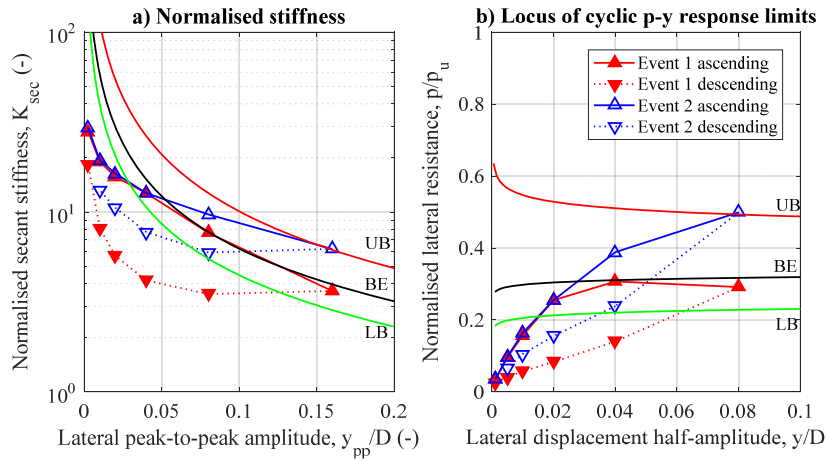 a) Normalised stiffness
Normalised secant stiffness, K_sec (-)
10^2
10^1
10^0
UB
BE
LB
0
0.05
0.1
0.15
0.2
Lateral peak-to-peak amplitude, y_pp/D (-)
b) Locus of cyclic p-y response limits
Normalised lateral resistance, p/p_u
1
0.8
0.6
0.4
0.2
0
Event 1 ascending
Event 1 descending
Event 2 ascending
Event 2 descending
UB
BE
LB
0
0.02
0.04
0.06
0.08
0.1
Lateral displacement half-amplitude, y/D